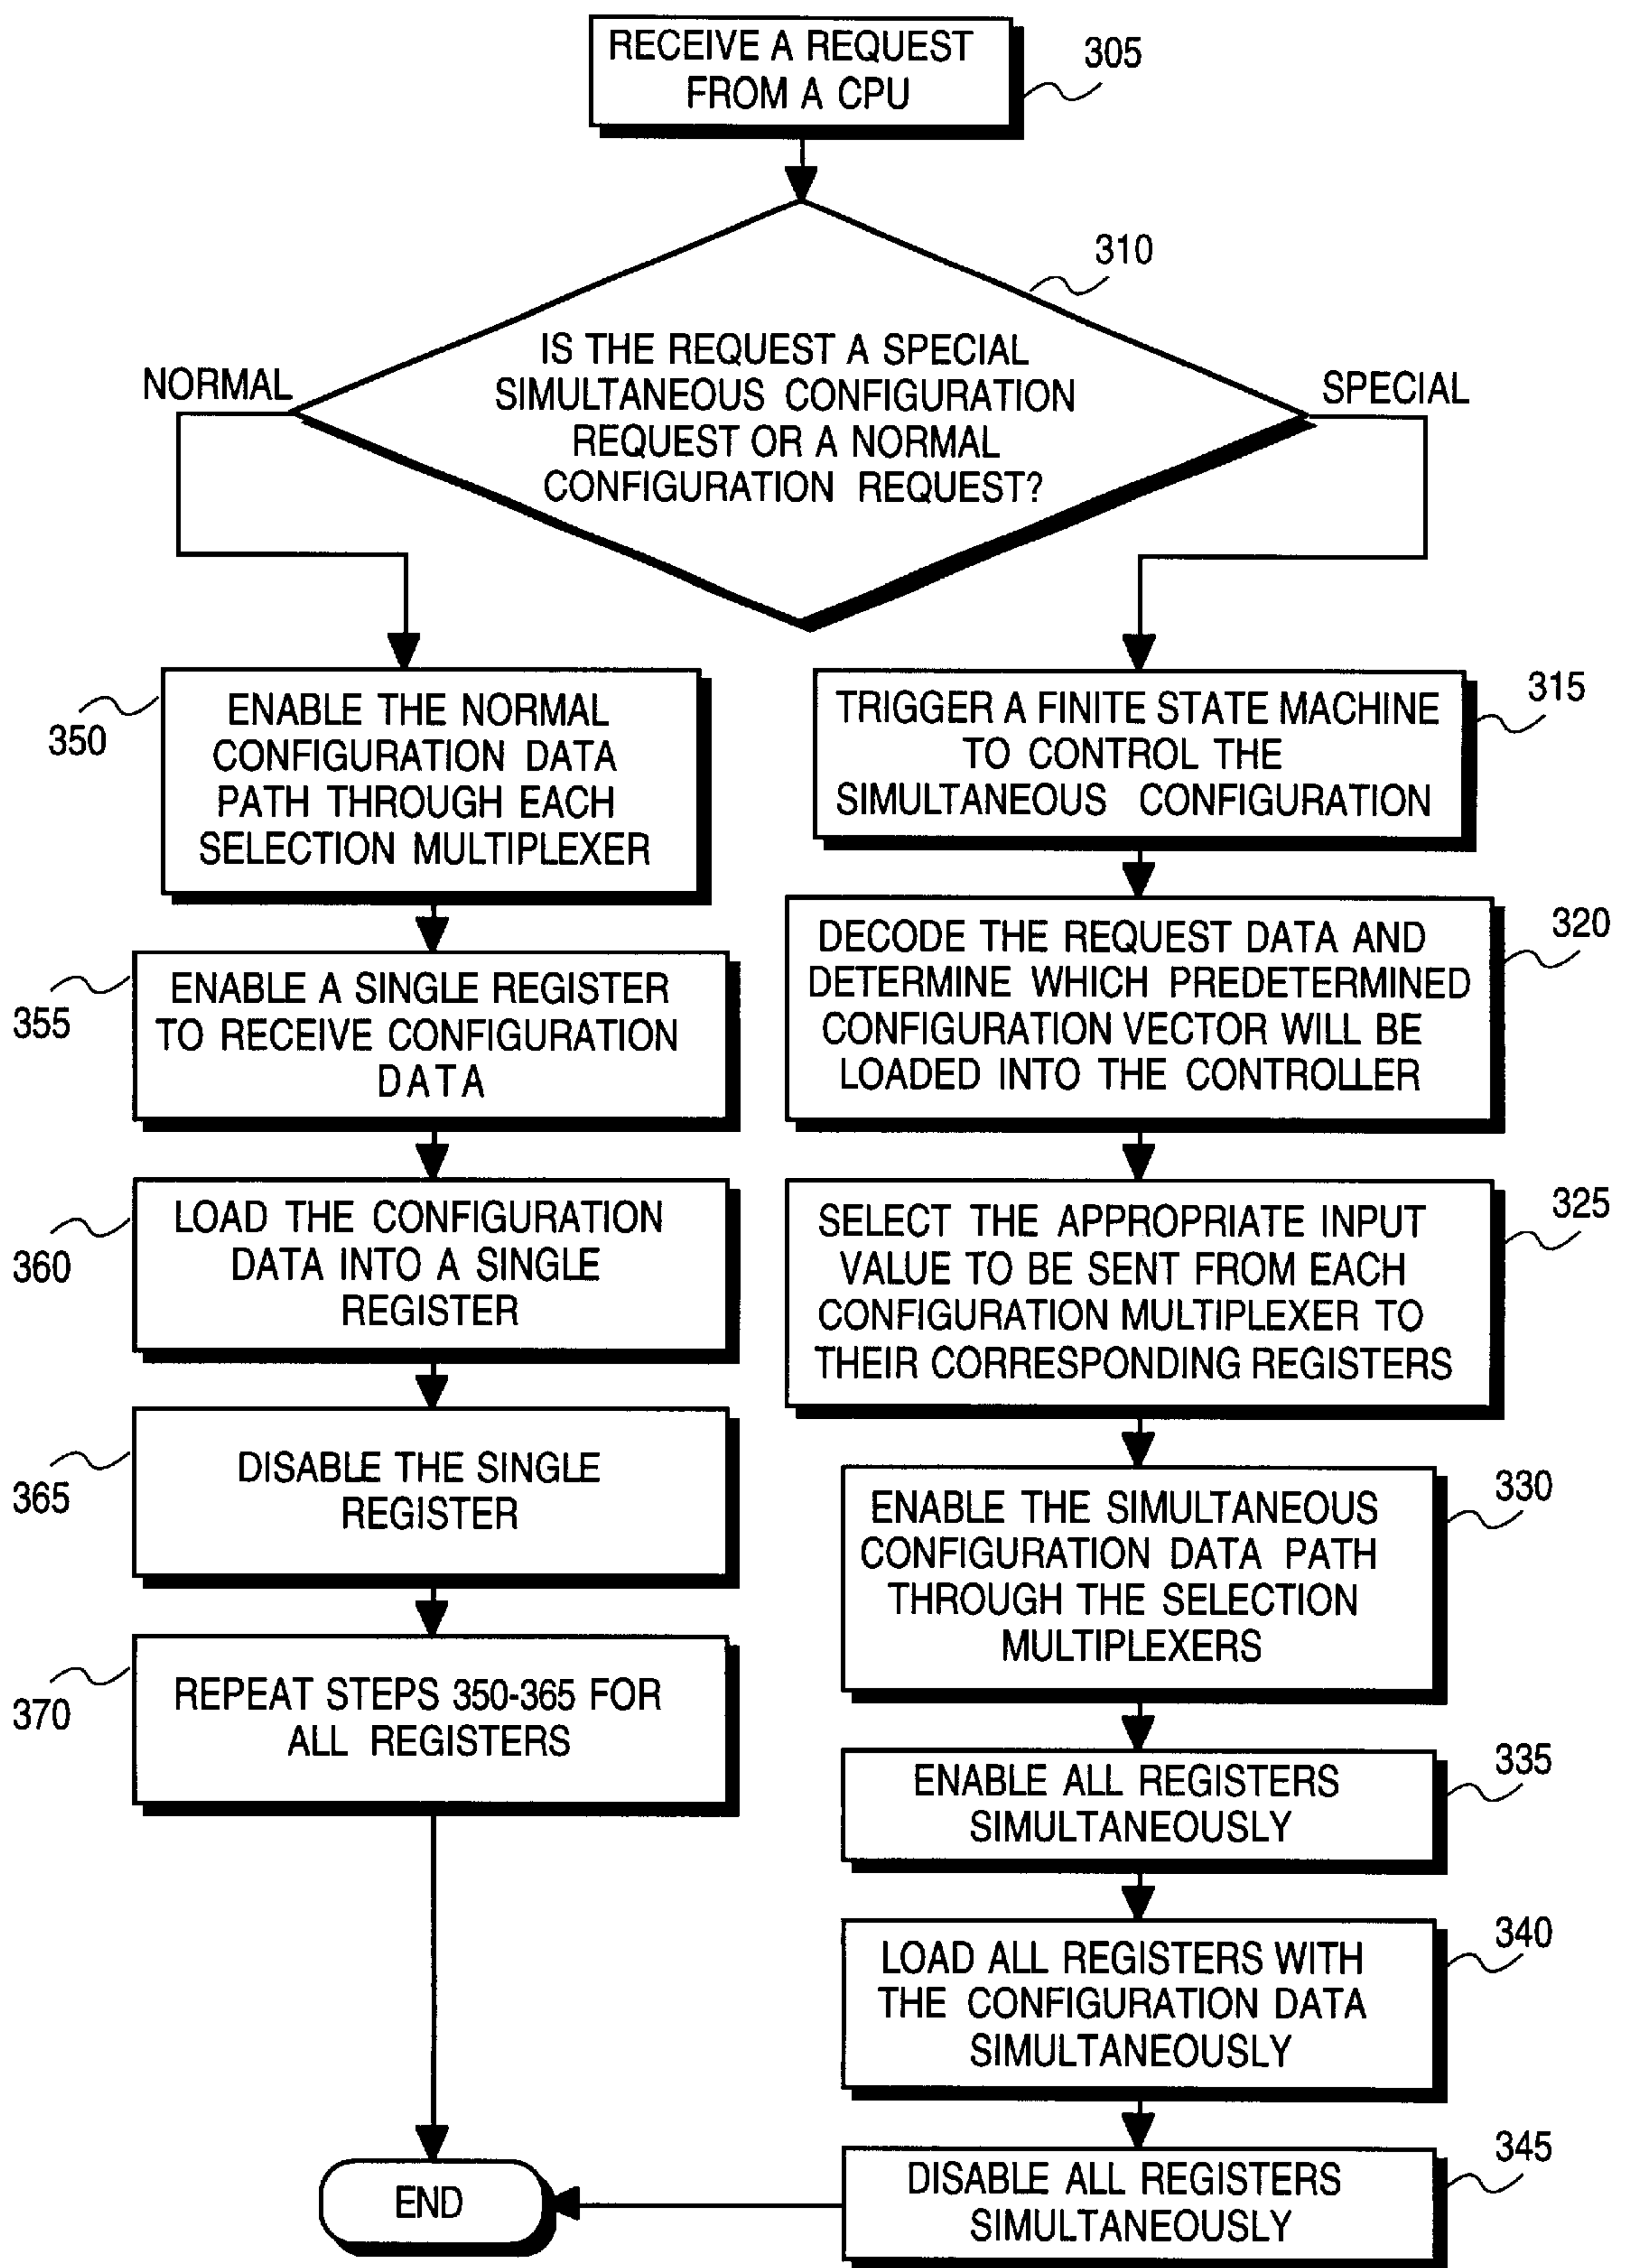 RECEIVE A REQUEST
FROM A CPU
305
310
IS THE REQUEST A SPECIAL
SIMULTANEOUS CONFIGURATION
REQUEST OR A NORMAL
CONFIGURATION REQUEST?
NORMAL
SPECIAL
350
ENABLE THE NORMAL
CONFIGURATION DATA
PATH THROUGH EACH
SELECTION MULTIPLEXER
355
ENABLE A SINGLE REGISTER
TO RECEIVE CONFIGURATION
DATA
360
LOAD THE CONFIGURATION
DATA INTO A SINGLE
REGISTER
365
DISABLE THE SINGLE
REGISTER
370
REPEAT STEPS 350-365 FOR
ALL REGISTERS
315
TRIGGER A FINITE STATE MACHINE
TO CONTROL THE
SIMULTANEOUS CONFIGURATION
320
DECODE THE REQUEST DATA AND
DETERMINE WHICH PREDETERMINED
CONFIGURATION VECTOR WILL BE
LOADED INTO THE CONTROLLER
325
SELECT THE APPROPRIATE INPUT
VALUE TO BE SENT FROM EACH
CONFIGURATION MULTIPLEXER TO
THEIR CORRESPONDING REGISTERS
330
ENABLE THE SIMULTANEOUS
CONFIGURATION DATA PATH
THROUGH THE SELECTION
MULTIPLEXERS
335
ENABLE ALL REGISTERS
SIMULTANEOUSLY
340
LOAD ALL REGISTERS WITH
THE CONFIGURATION DATA
SIMULTANEOUSLY
345
DISABLE ALL REGISTERS
SIMULTANEOUSLY
END